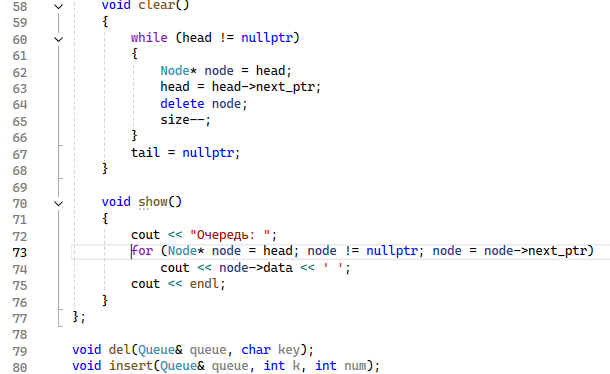 58 void clear()
59 {
60 while (head != nullptr)
61 {
62 Node* node = head;
63 head = head->next_ptr;
64 delete node;
65 size--;
66 }
67 tail = nullptr;
68 }
69
70 void show()
71 {
72 cout << "Очередь: ";
73 for (Node* node = head; node != nullptr; node = node->next_ptr)
74 cout << node->data << ' ';
75 cout << endl;
76 }
77 };
78
79 void del(Queue& queue, char key);
80 void insert(Queue& queue, int k, int num);